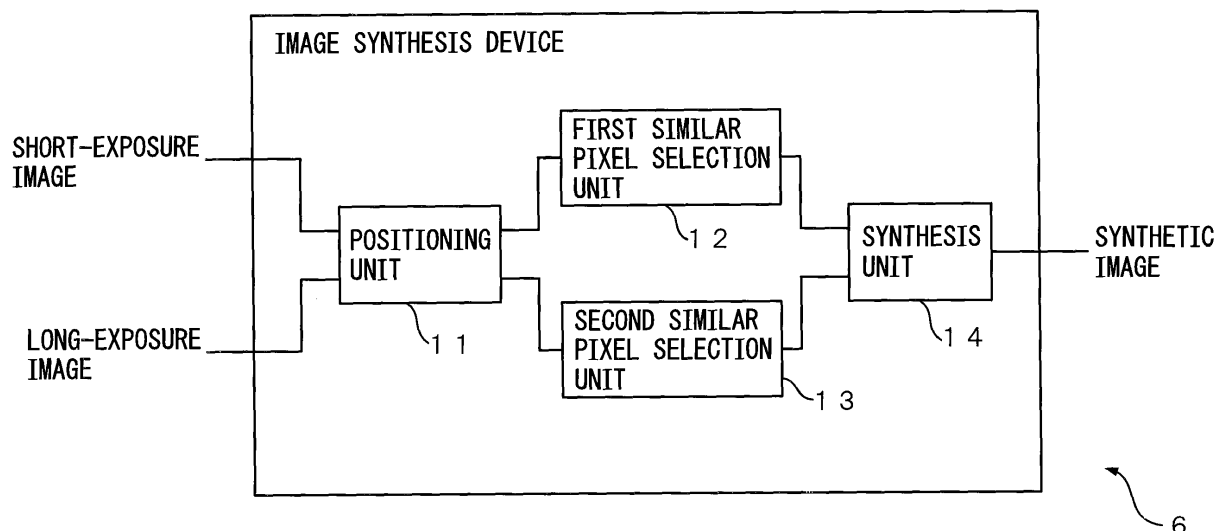 IMAGE SYNTHESIS DEVICE
SHORT-EXPOSURE
IMAGE
LONG-EXPOSURE
IMAGE
POSITIONING
UNIT
11
FIRST SIMILAR
PIXEL SELECTION
UNIT
12
SECOND SIMILAR
PIXEL SELECTION
UNIT
13
SYNTHESIS
UNIT
14
SYNTHETIC
IMAGE
6